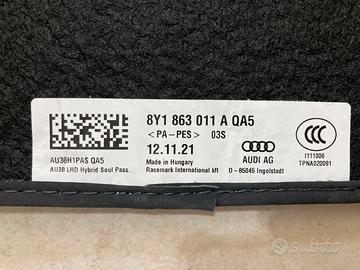 8Y1 863 011 A QA5
<PA-PES> 03S
12.11.21
Made in Hungary
Racemark International kft
AUDI AG
D - 85045 Ingolstadt
CCC
I111306
TPNA020091
AU38H1PAS QA5
AU38 LHD Hybrid Soul Pass.
subito